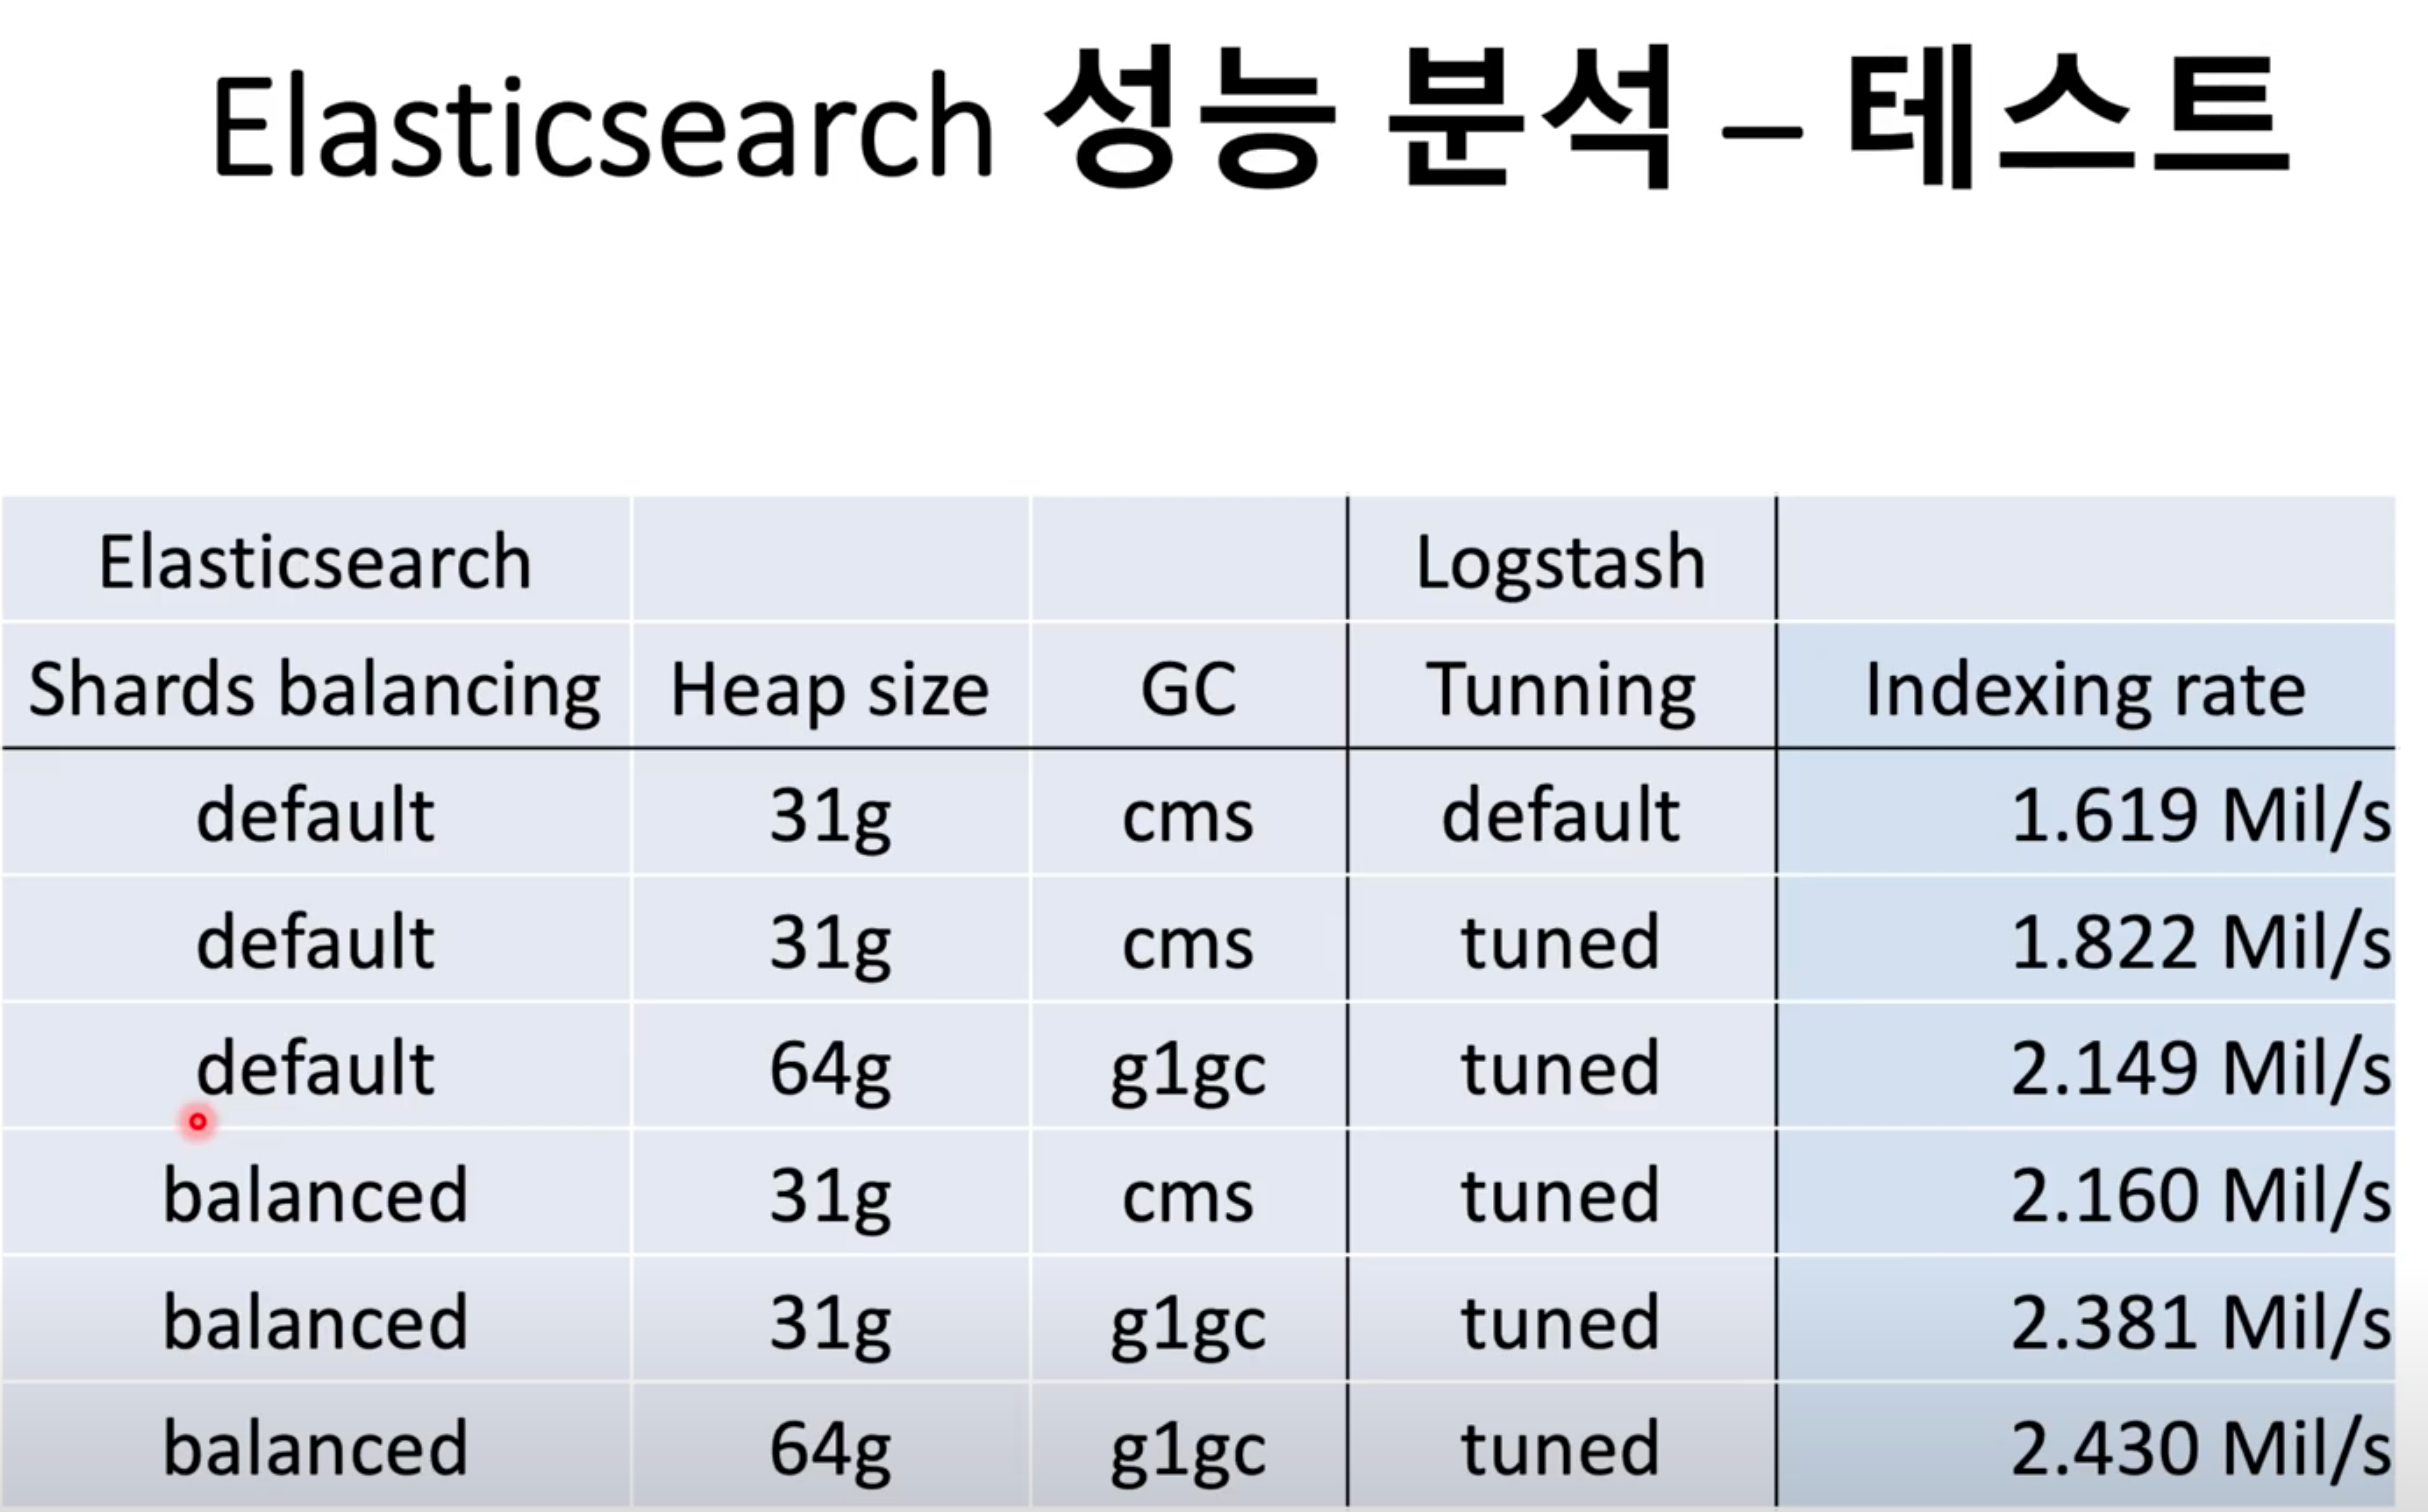 Elasticsearch 성능 분석 – 테스트
Elasticsearch Logstash
Shards balancing Heap size GC Tunning Indexing rate
default 31g cms default 1.619 Mil/s
default 31g cms tuned 1.822 Mil/s
default 64g g1gc tuned 2.149 Mil/s
balanced 31g cms tuned 2.160 Mil/s
balanced 31g g1gc tuned 2.381 Mil/s
balanced 64g g1gc tuned 2.430 Mil/s